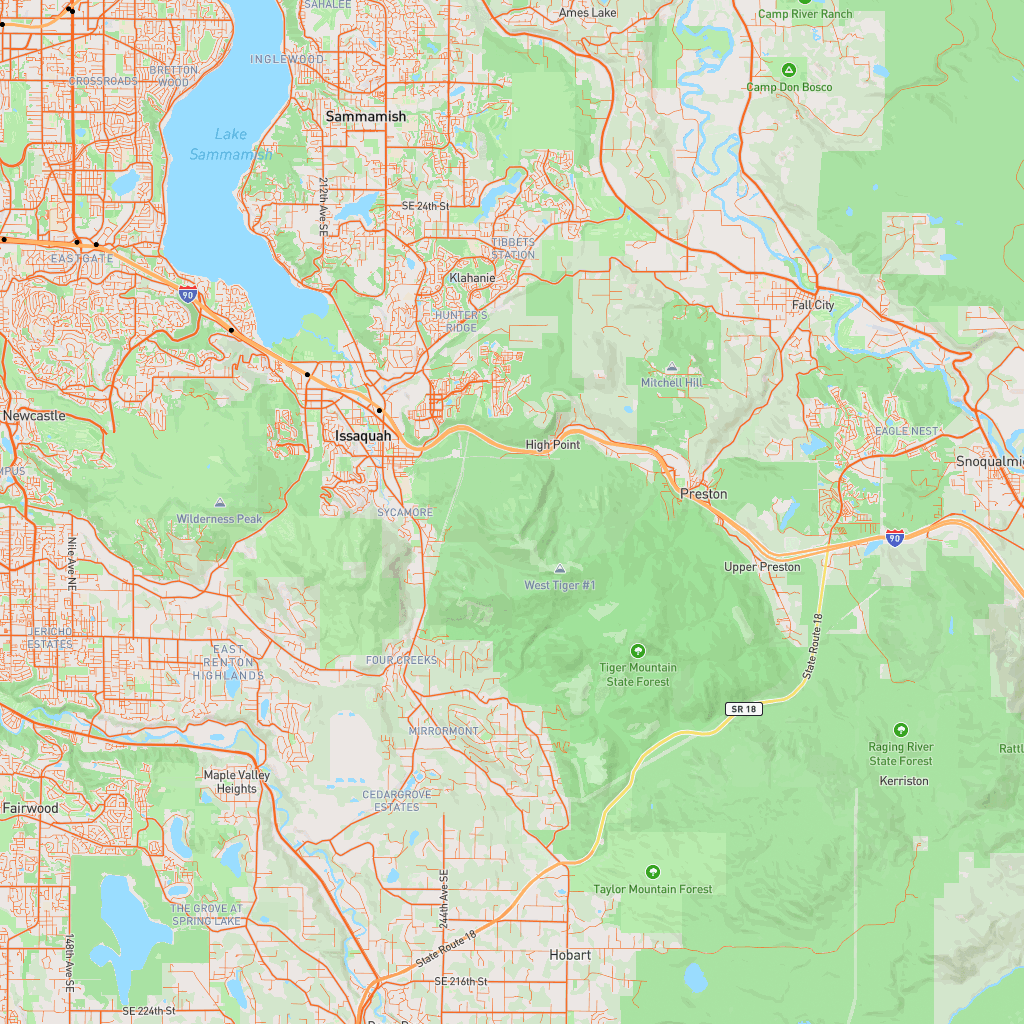 SAHALEE
Ames Lake
Camp River Ranch
INGLEWOOD
BRETTON
WOOD
CROSSROADS
Camp Don Bosco
Sammamish
Lake
Sammamish
212th Ave SE
SE 24th St
TIBBETS
STATION
EASTGATE
Klahanie
90
Fall City
HUNTER'S
RIDGE
Mitchell Hill
Newcastle
Issaquah
High Point
EAGLE NEST
Snoqualmie
Preston
SYCAMORE
Wilderness Peak
90
Nile Ave NE
West Tiger #1
Upper Preston
State Route 18
JERICHO
ESTATES
EAST
RENTON
HIGHLANDS
FOUR CREEKS
Tiger Mountain
State Forest
SR 18
MIRRORMONT
Raging River
State Forest
Kerriston
Maple Valley
Heights
CEDARGROVE
ESTATES
Fairwood
Taylor Mountain Forest
244th Ave SE
THE GROVE AT
SPRING LAKE
148th Ave SE
State Route 18
Hobart
SE 216th St
SE 224th St